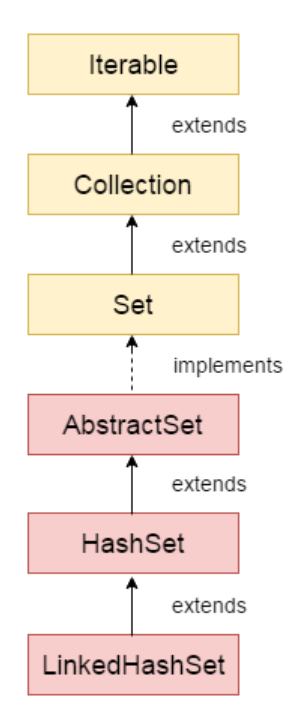 Iterable
extends
Collection
extends
Set
implements
AbstractSet
extends
HashSet
extends
LinkedHashSet